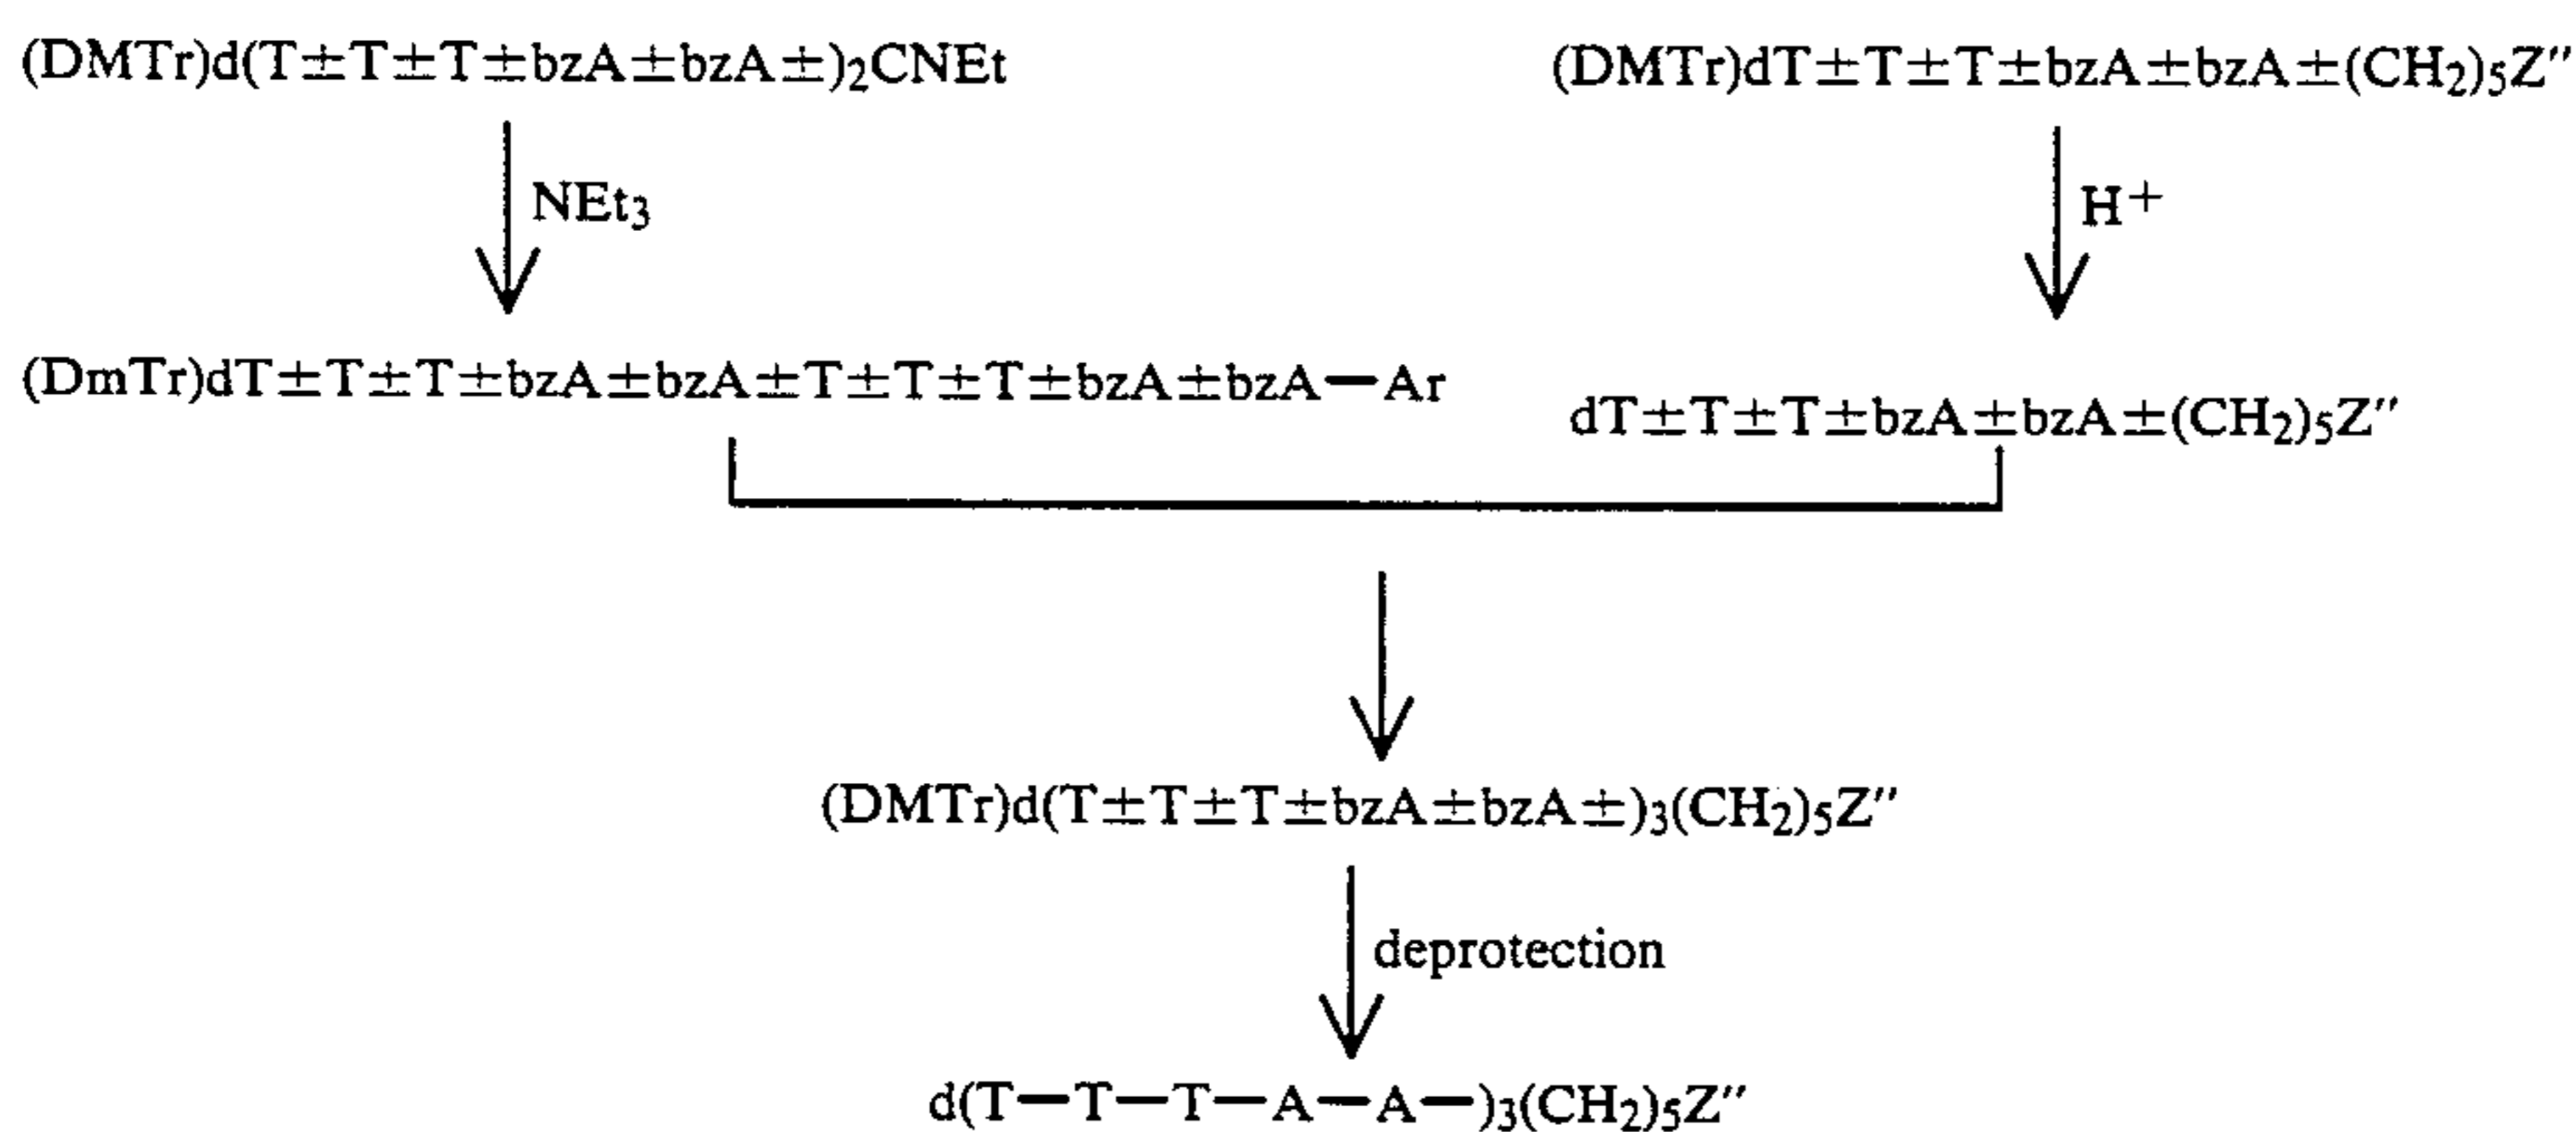 (DMTr)d(T±T±T±bzA±bzA±)₂CNEt
(DMTr)dT±T±T±bzA±bzA±(CH₂)₅Z″
NEt₃
H⁺
(DmTr)dT±T±T±bzA±bzA±T±T±T±bzA±bzA—Ar
dT±T±T±bzA±bzA±(CH₂)₅Z″
(DMTr)d(T±T±T±bzA±bzA±)₃(CH₂)₅Z″
deprotection
d(T—T—T—A—A—)₃(CH₂)₅Z″